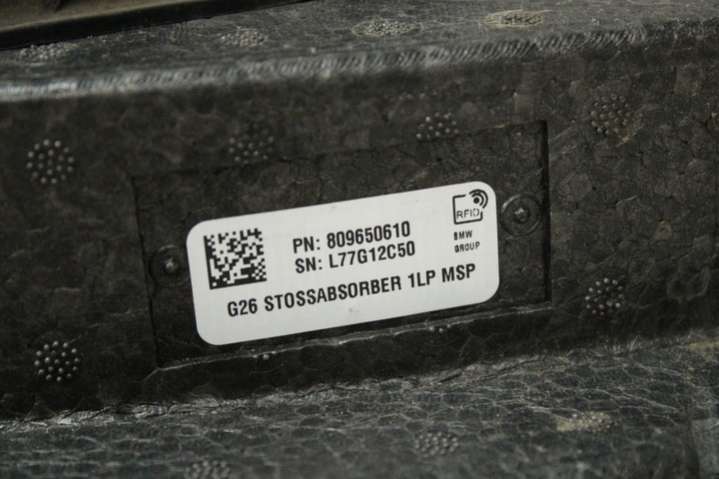 RFID
BMW
GROUP
PN: 809650610
SN: L77G12C50
G26 STOSSABSORBER 1LP MSP